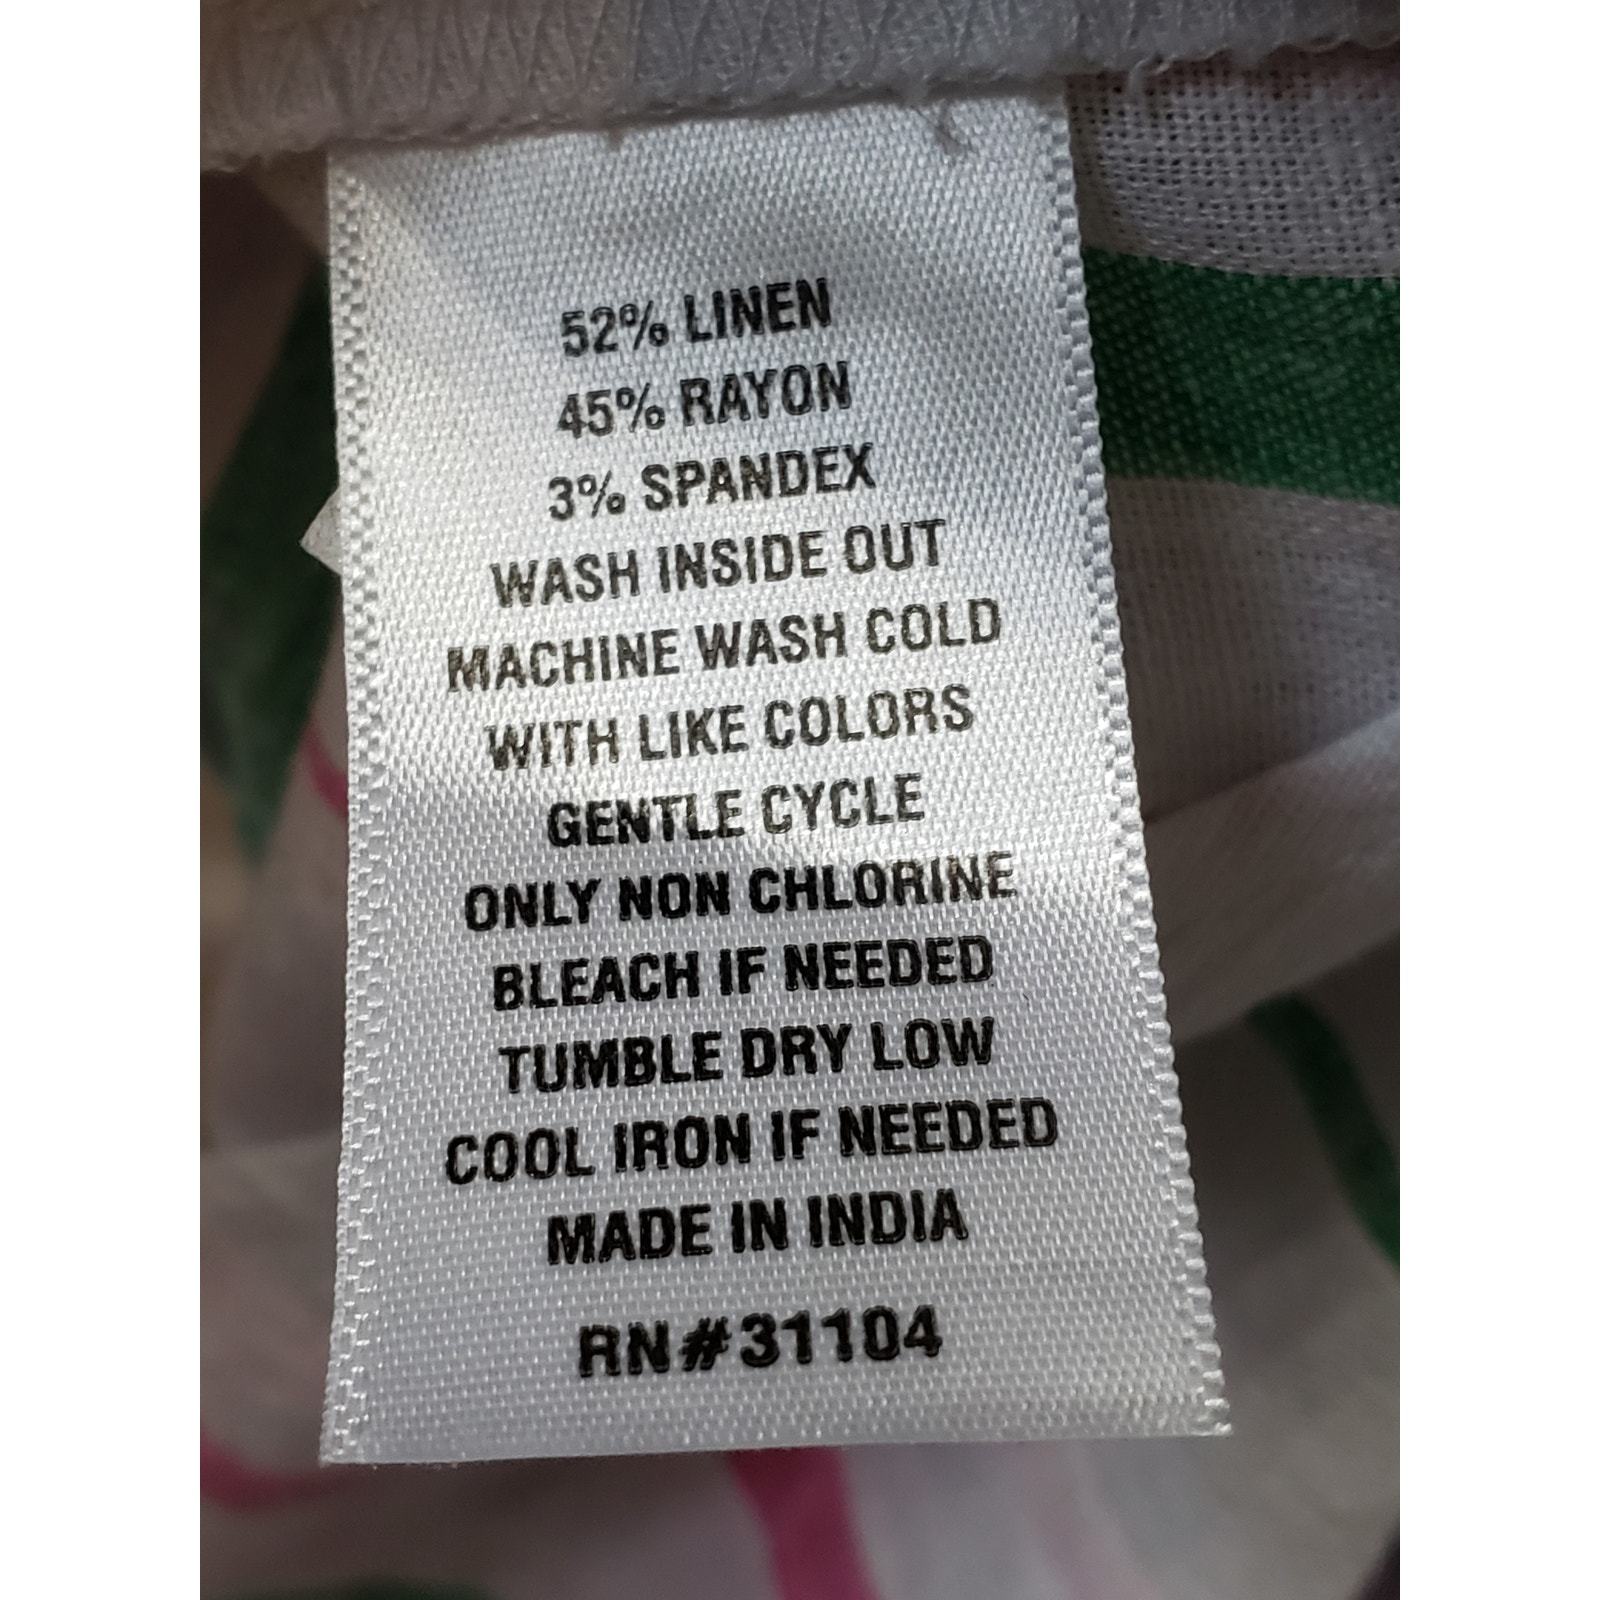 52% LINEN
45% RAYON
3% SPANDEX
WASH INSIDE OUT
MACHINE WASH COLD
WITH LIKE COLORS
GENTLE CYCLE
ONLY NON CHLORINE
BLEACH IF NEEDED
TUMBLE DRY LOW
COOL IRON IF NEEDED
MADE IN INDIA
RN#31104